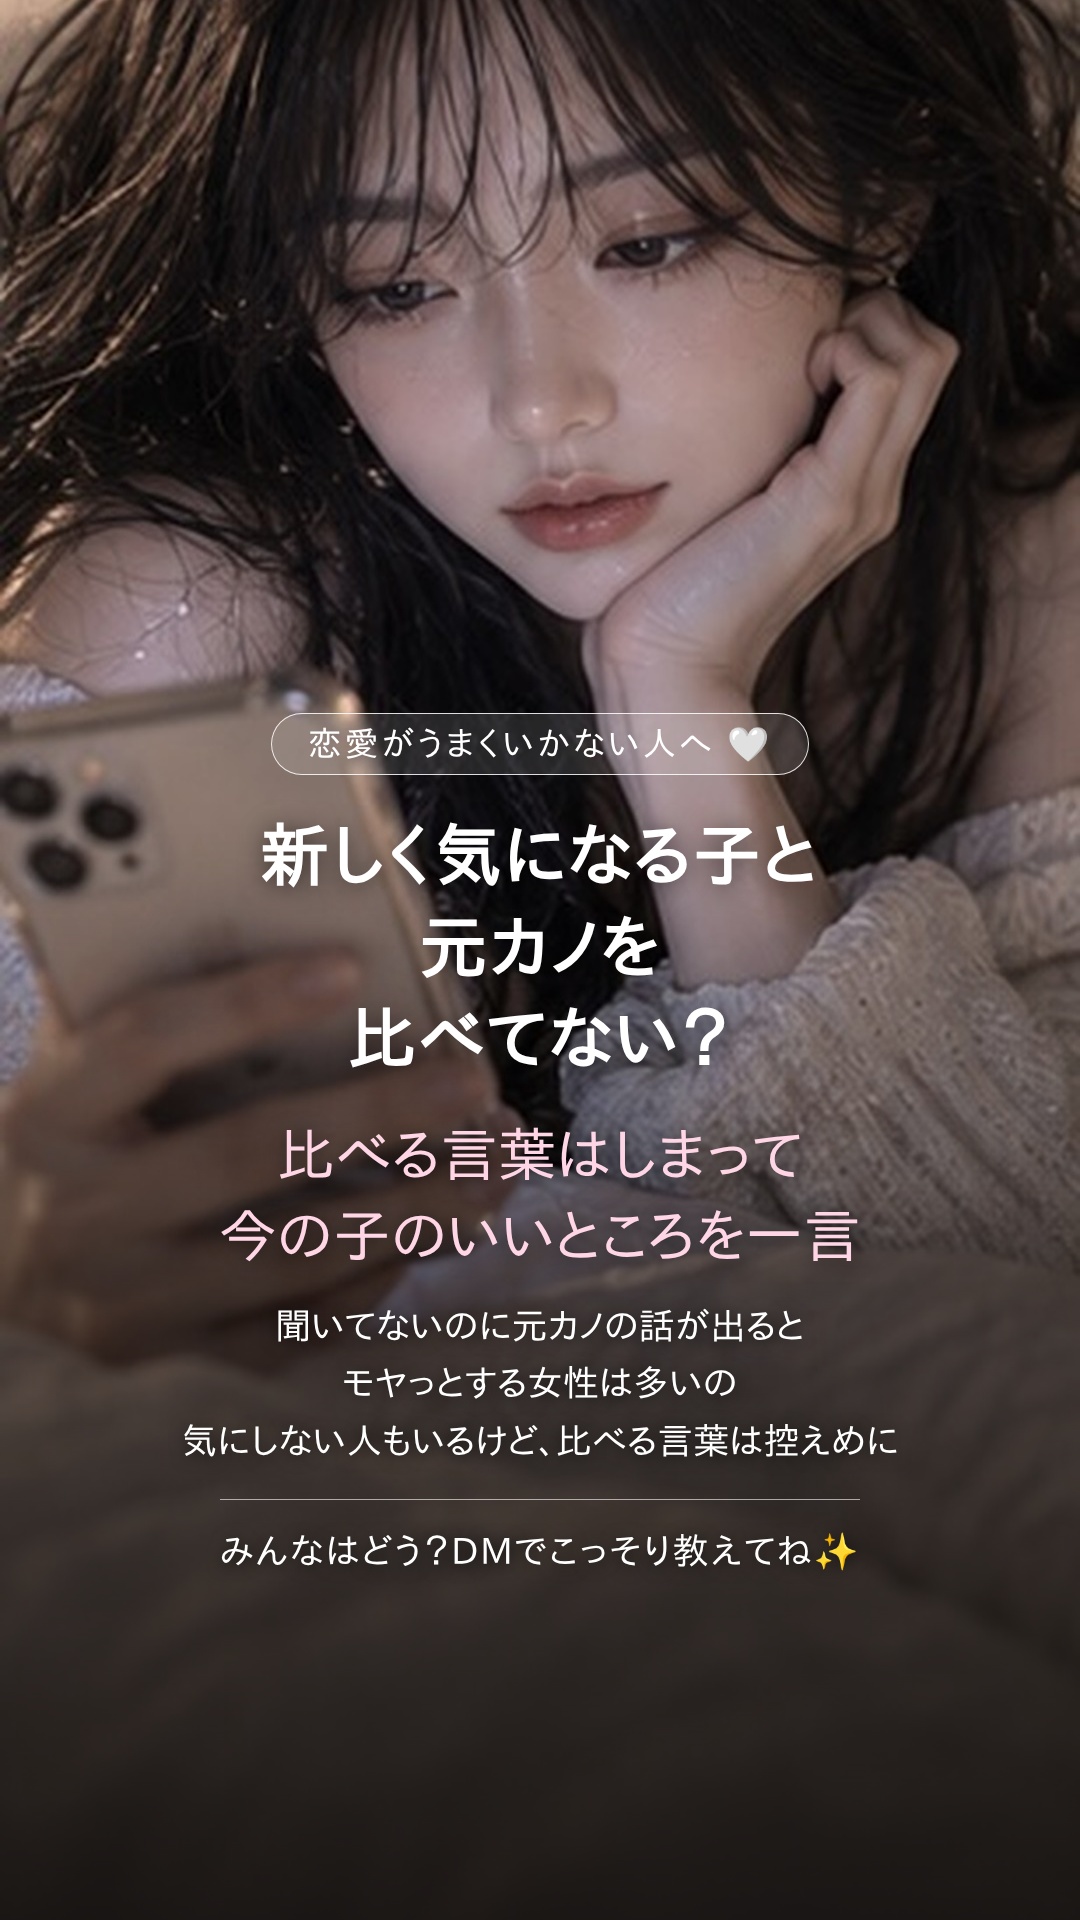 恋愛がうまくいかない人へ 🤍
新しく気になる子と
元カノを
比べてない？
比べる言葉はしまって
今の子のいいところを一言
聞いてないのに元カノの話が出ると
モヤっとする女性は多いの
気にしない人もいるけど、比べる言葉は控えめに
みんなはどう？DMでこっそり教えてね✨